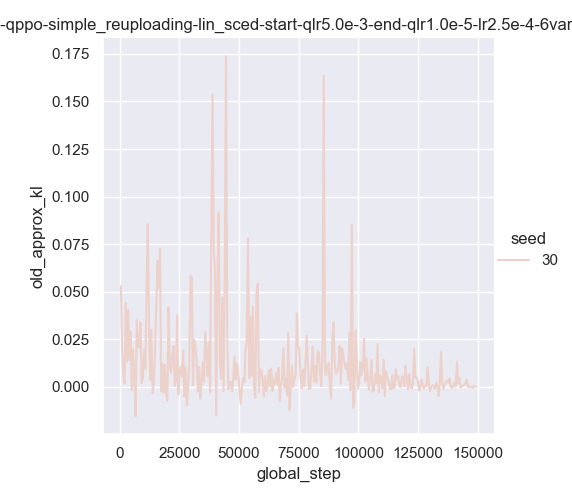 -qppo-simple_reuploading-lin_sced-start-qlr5.0e-3-end-qlr1.0e-5-lr2.5e-4-6var
0.175
0.150
0.125
0.100
0.075
0.050
0.025
0.000
old_approx_kl
0 25000 50000 75000 100000 125000 150000
global_step
seed
30